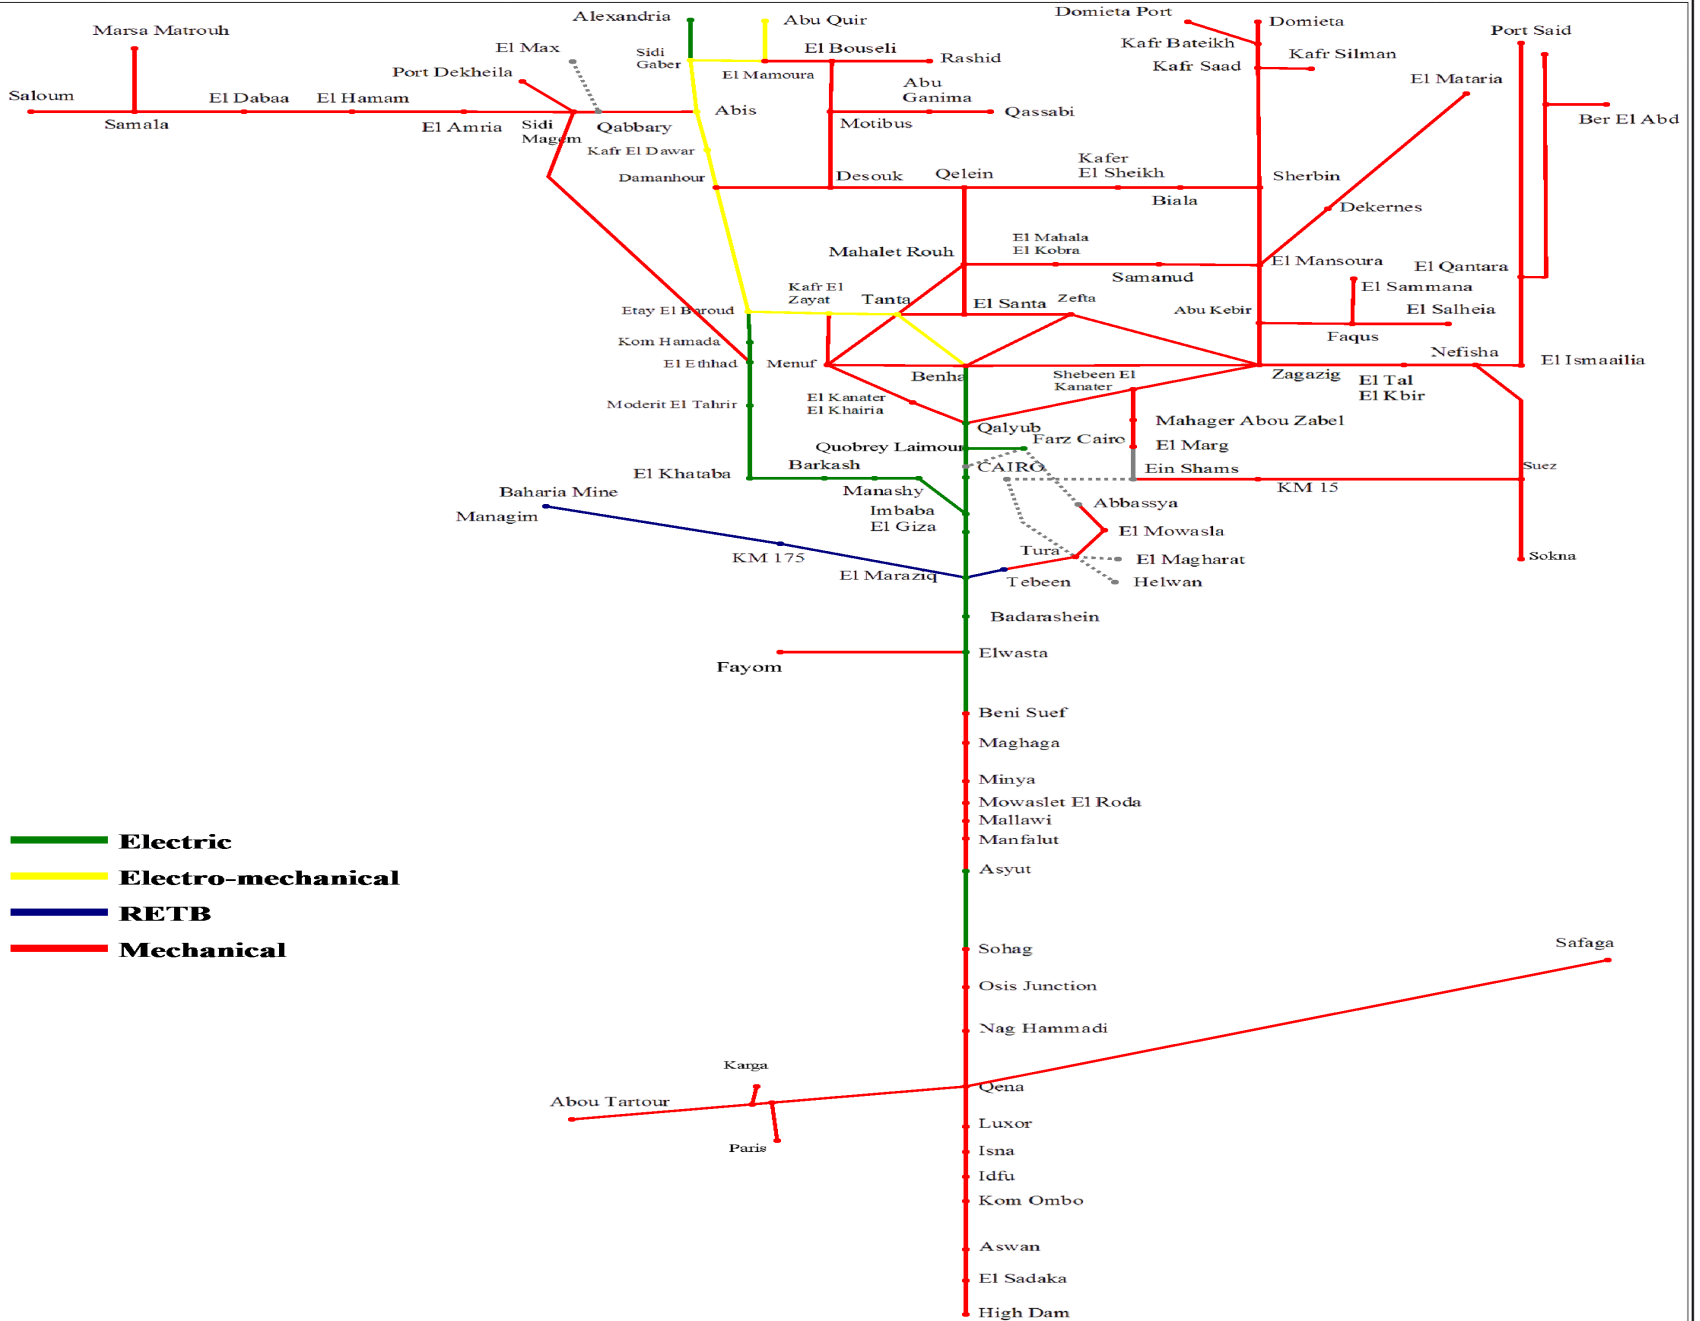 Alexandria
Abu Quir
Domieta Port
Domieta
Marsa Matrouh
El Max
Sidi
Gaber
El Bouseli
Rashid
Kafr Bateikh
Kafr Silman
Port Said
Port Dekheila
El Mamoura
Kafr Saad
El Mataria
Saloum
El Dabaa
El Hamam
Abu
Ganima
Samala
El Amria
Sidi
Magem
Qabbary
Abis
Motibus
Qassabi
Ber El Abd
Kafr El Dawar
Damanhour
Desouk
Qelein
Kafer
El Sheikh
Biala
Sherbin
Dekernes
Mahalet Rouh
El Mahala
El Kobra
Samanud
El Mansoura
El Qantara
El Sammana
Etay El Baroud
Kafr El
Zayat
Tanta
El Santa
Zefta
Abu Kebir
El Salheia
Faqus
Kom Hamada
El Ethhad
Menuf
Benha
Shebeen El
Kanater
Zagazig
El Tal
El Kbir
Nefisha
El Ismaailia
Moderit El Tahrir
El Kanater
El Khairia
Qalyub
Mahager Abou Zabel
Quobrey Laimour
Farz Cairo
El Marg
El Khataba
Barkash
CAIRO
Ein Shams
Suez
Baharia Mine
Managim
Manashy
KM 15
Imbaba
El Giza
Abbassya
El Mowasla
KM 175
Tura
El Magharat
Sokna
El Maraziq
Tebeen
Helwan
Badarashein
Fayom
Elwasta
Beni Suef
Maghaga
Minya
Mowaslet El Roda
Mallawi
Manfalut
Asyut
Electric
Electro-mechanical
RETB
Mechanical
Sohag
Safaga
Osis Junction
Nag Hammadi
Karga
Qena
Abou Tartour
Paris
Luxor
Isna
Idfu
Kom Ombo
Aswan
El Sadaka
High Dam